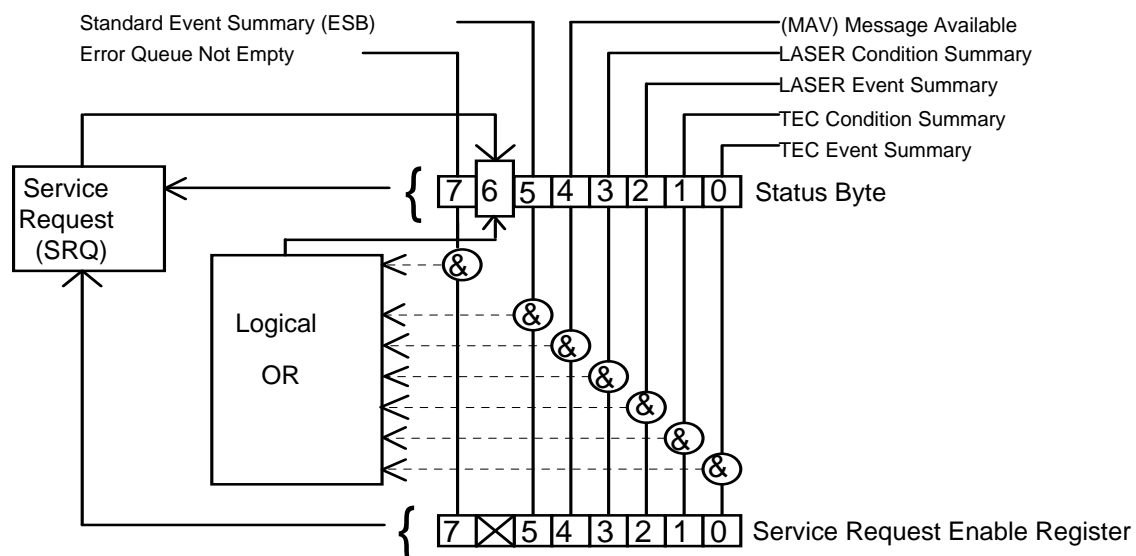 Standard Event Summary (ESB)
(MAV) Message Available
Error Queue Not Empty
LASER Condition Summary
LASER Event Summary
TEC Condition Summary
TEC Event Summary
Service
Request
(SRQ)
{
7 6 5 4 3 2 1 0
Status Byte
&
&
&
&
&
&
&
Logical
OR
{
7 5 4 3 2 1 0
Service Request Enable Register